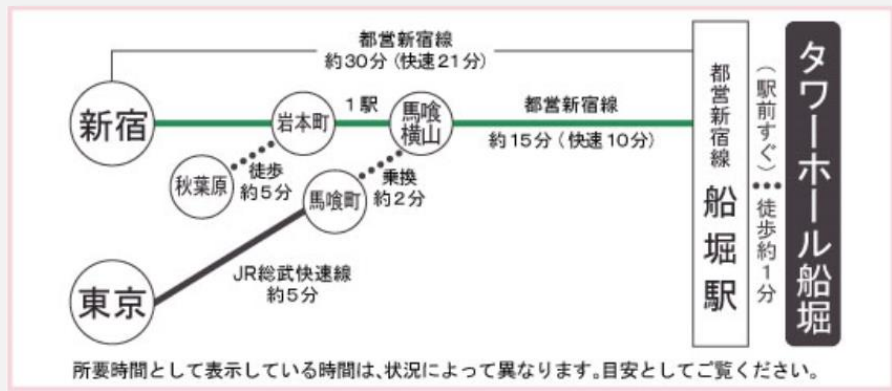 都営新宿線
約30分(快速21分)
新宿
岩本町
1駅
馬喰
横山
都営新宿線
約15分(快速10分)
秋葉原
徒歩
約5分
馬喰町
乗換
約2分
東京
JR総武快速線
約5分
都営新宿線 船堀駅
(駅前すぐ)•••徒歩約1分
タワーホール船堀
所要時間として表示している時間は、状況によって異なります。目安としてご覧ください。